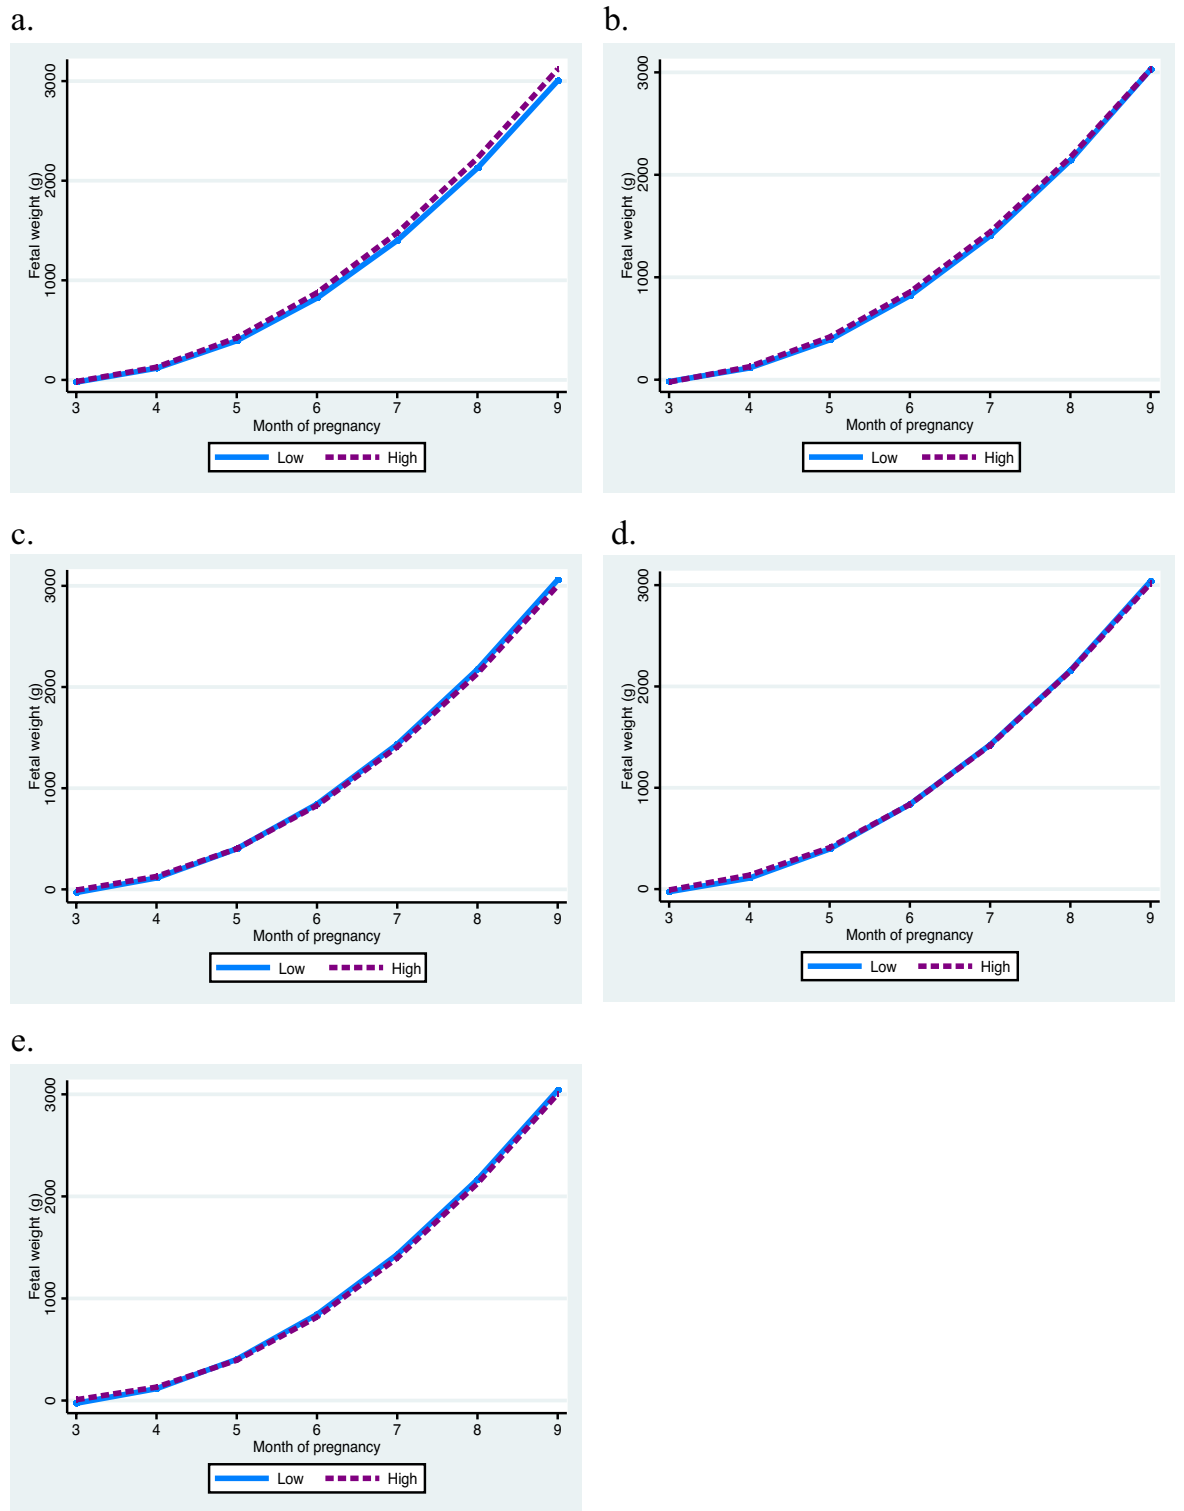 a.
Fetal weight (g)
3000
2000
1000
0
3 4 5 6 7 8 9
Month of pregnancy
Low High
b.
Fetal weight (g)
3000
2000
1000
0
3 4 5 6 7 8 9
Month of pregnancy
Low High
c.
Fetal weight (g)
3000
2000
1000
0
3 4 5 6 7 8 9
Month of pregnancy
Low High
d.
Fetal weight (g)
3000
2000
1000
0
3 4 5 6 7 8 9
Month of pregnancy
Low High
e.
Fetal weight (g)
3000
2000
1000
0
3 4 5 6 7 8 9
Month of pregnancy
Low High